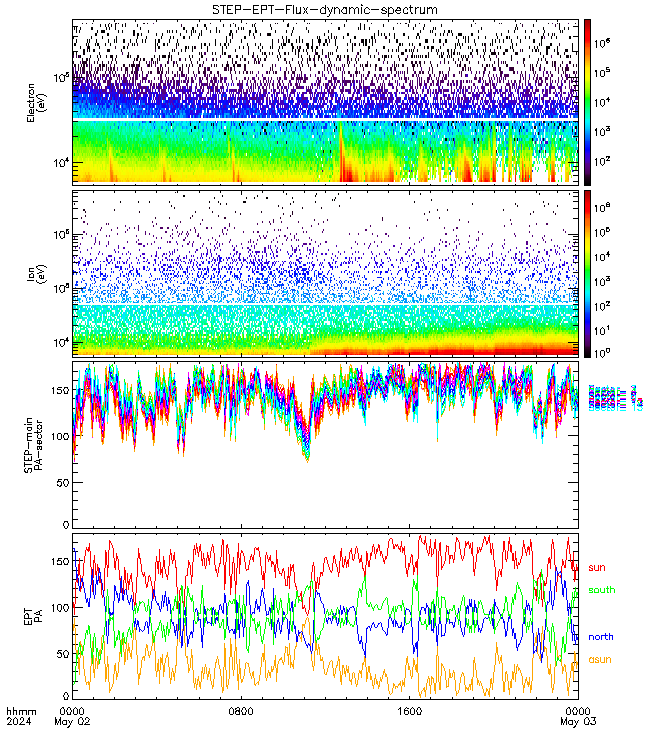 STEP-EPT-Flux-dynamic-spectrum
Electron
(eV)
10^5
10^4
10^6
10^5
10^4
10^3
10^2
Ion
(eV)
10^6
10^5
10^4
10^6
10^5
10^4
10^3
10^2
10^1
10^0
STEP-main
PA-sector
150
100
50
0
EPT
PA
150
100
50
0
sun
south
north
asun
hhmm
2024
0000
May 02
0800
1600
0000
May 03